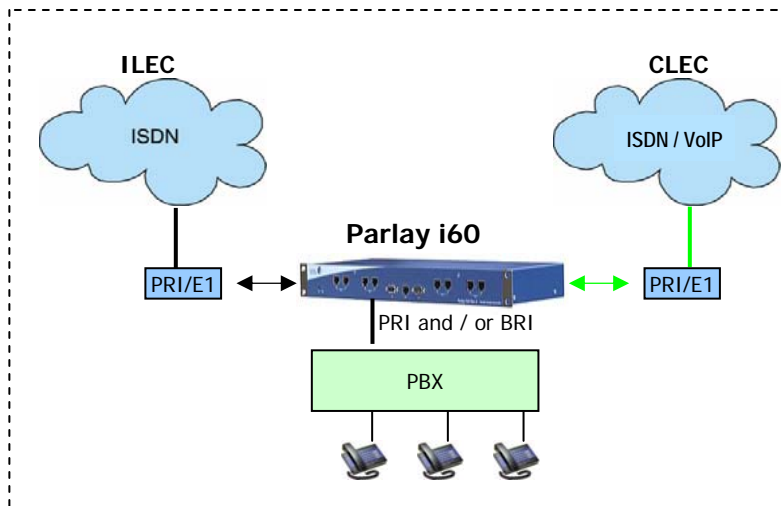 ILEC
CLEC
ISDN
ISDN / VoIP
Parlay i60
PRI/E1
PRI/E1
PRI and / or BRI
PBX